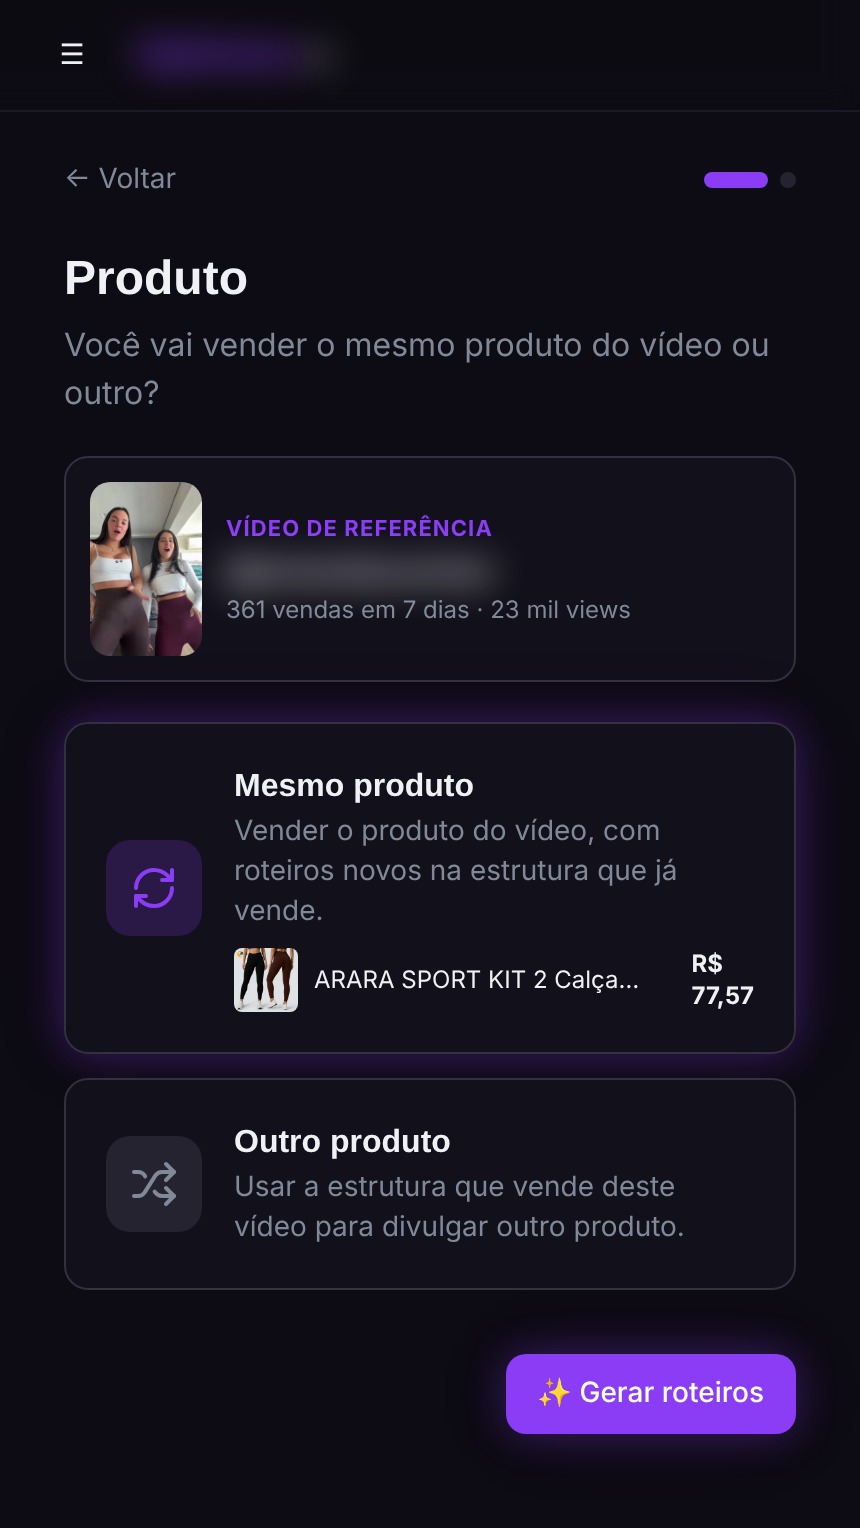 ← Voltar
Produto
Você vai vender o mesmo produto do vídeo ou
outro?
VÍDEO DE REFERÊNCIA
361 vendas em 7 dias · 23 mil views
Mesmo produto
Vender o produto do vídeo, com
roteiros novos na estrutura que já
vende.
ARARA SPORT KIT 2 Calça...
R$
77,57
Outro produto
Usar a estrutura que vende deste
vídeo para divulgar outro produto.
✨ Gerar roteiros